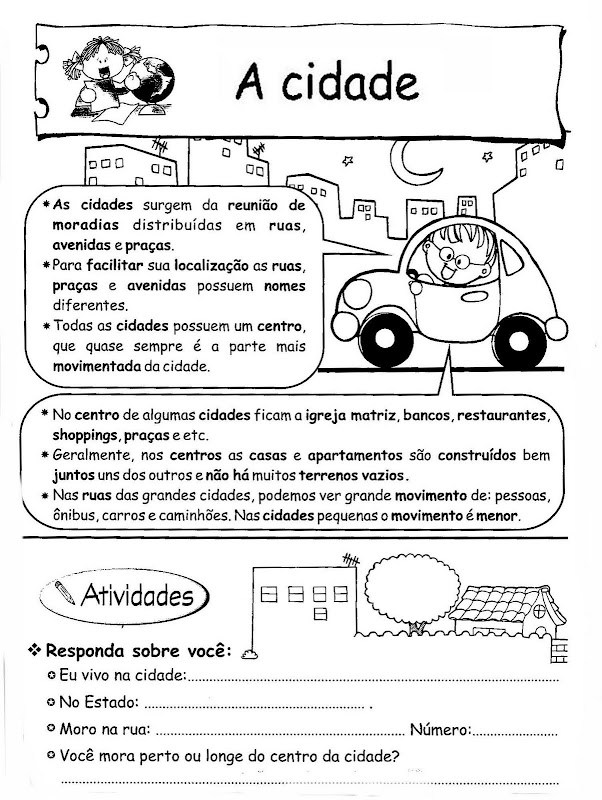 A cidade
* As cidades surgem da reunião de
moradias distribuídas em ruas,
avenidas e praças.
* Para facilitar sua localização as ruas,
praças e avenidas possuem nomes
diferentes.
* Todas as cidades possuem um centro,
que quase sempre é a parte mais
movimentada da cidade.
* No centro de algumas cidades ficam a igreja matriz, bancos, restaurantes,
shoppings, praças e etc.
* Geralmente, nos centros as casas e apartamentos são construídos bem
juntos uns dos outros e não há muitos terrenos vazios.
* Nas ruas das grandes cidades, podemos ver grande movimento de: pessoas,
ônibus, carros e caminhões. Nas cidades pequenas o movimento é menor.
Atividades
❖ Responda sobre você:
✪ Eu vivo na cidade:..........................................................................
✪ No Estado: ............................................ .
✪ Moro na rua: .................................................. Número:.................
✪ Você mora perto ou longe do centro da cidade?
....................................................................................................